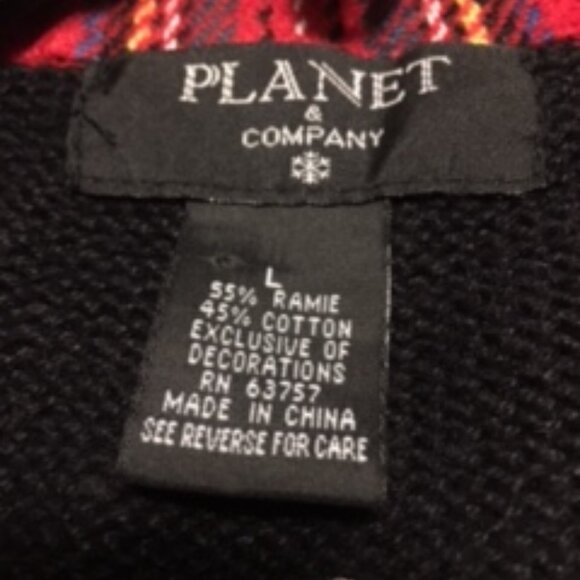 PLANET
&
COMPANY
L
55% RAMIE
45% COTTON
EXCLUSIVE OF
DECORATIONS
RN 63757
MADE IN CHINA
SEE REVERSE FOR CARE